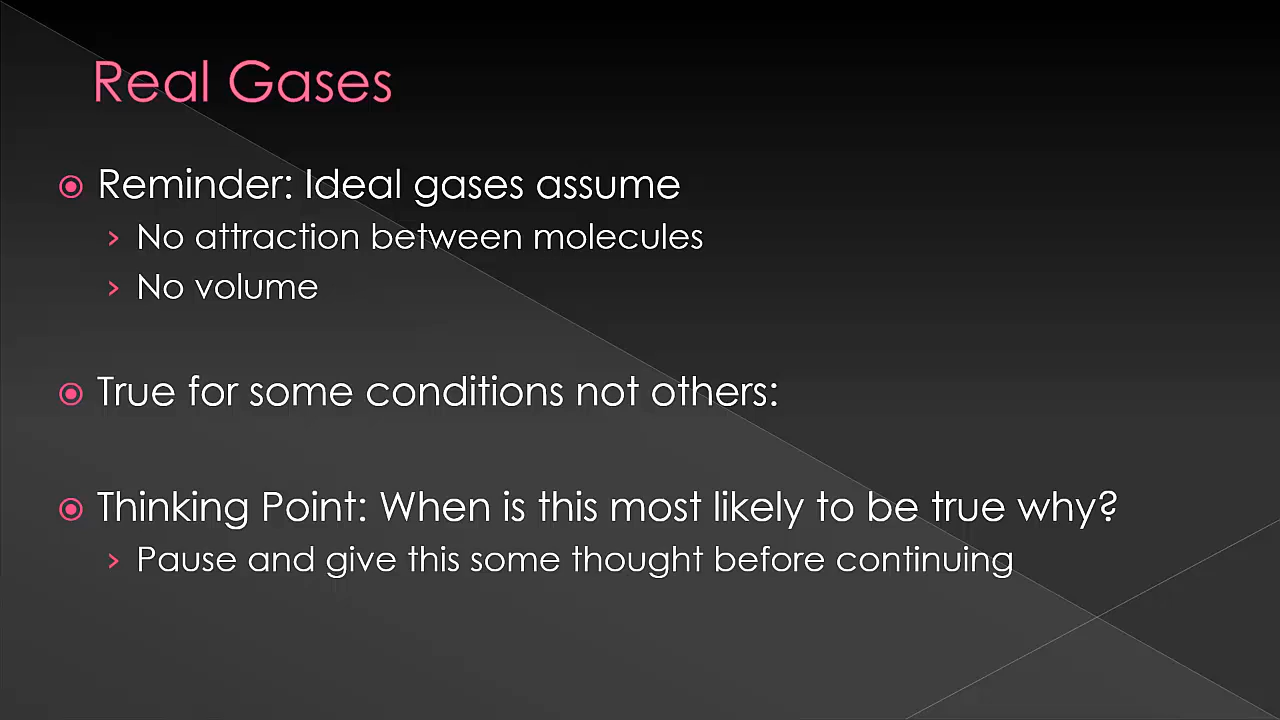 Real Gases
Reminder: Ideal gases assume
No attraction between molecules
No volume
True for some conditions not others:
Thinking Point: When is this most likely to be true why?
Pause and give this some thought before continuing